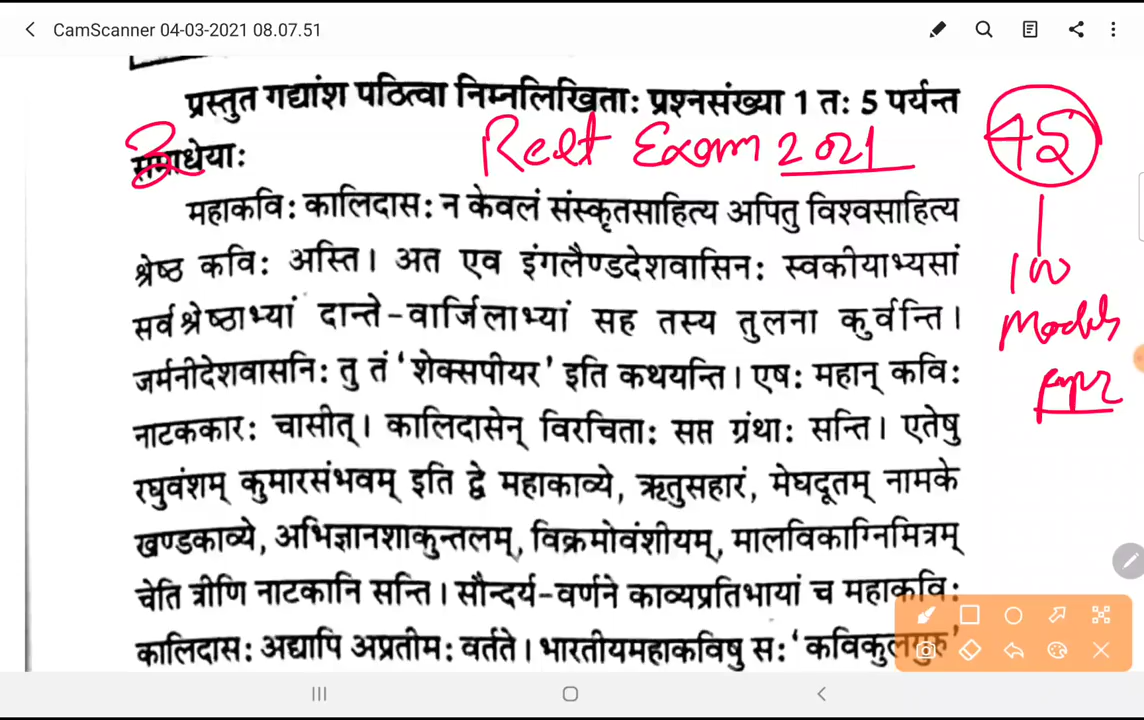 CamScanner 04-03-2021 08.07.51
प्रस्तुत गद्यांश पठित्वा निम्नलिखिताः प्रश्नसंख्या 1 तः 5 पर्यन्त
समाधेयाः
Reet Exam 2021
45
महाकविः कालिदासः न केवलं संस्कृतसाहित्य अपितु विश्वसाहित्य
श्रेष्ठ कविः अस्ति। अत एव इंगलैण्डदेशवासिनः स्वकीयाभ्यसां
सर्वश्रेष्ठाभ्यां दान्ते-वार्जिलाभ्यां सह तस्य तुलना कुर्वन्ति।
जर्मनीदेशवासनिः तु तं 'शेक्सपीयर' इति कथयन्ति। एषः महान् कविः
नाटककारः चासीत्। कालिदासेन् विरचिताः सप्त ग्रंथाः सन्ति। एतेषु
रघुवंशम् कुमारसंभवम् इति द्वे महाकाव्ये, ऋतुसहारं, मेघदूतम् नामके
खण्डकाव्ये, अभिज्ञानशाकुन्तलम्, विक्रमोवंशीयम्, मालविकाग्निमित्रम्
चेति त्रीणि नाटकानि सन्ति। सौन्दर्य-वर्णने काव्यप्रतिभायां च महाकविः
कालिदासः अद्यापि अप्रतीमः वर्तते। भारतीयमहाकविषु सः 'कविकुलगुरु'